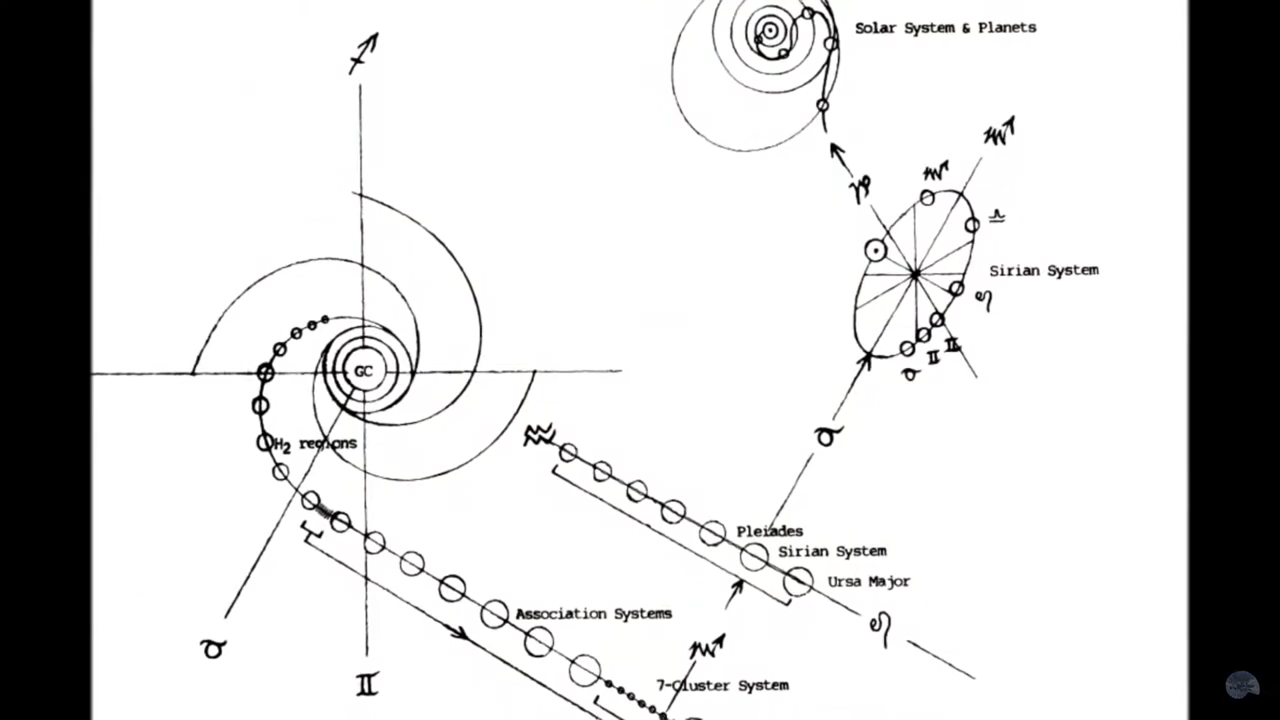 Solar System & Planets
♐
♏
♑
♏
♎
Sirian System
♌
GC
♊
♊
♉
♉
H₂ regions
♒
Pleiades
Sirian System
Ursa Major
Association Systems
♌
♉
♏
♊
7-Cluster System